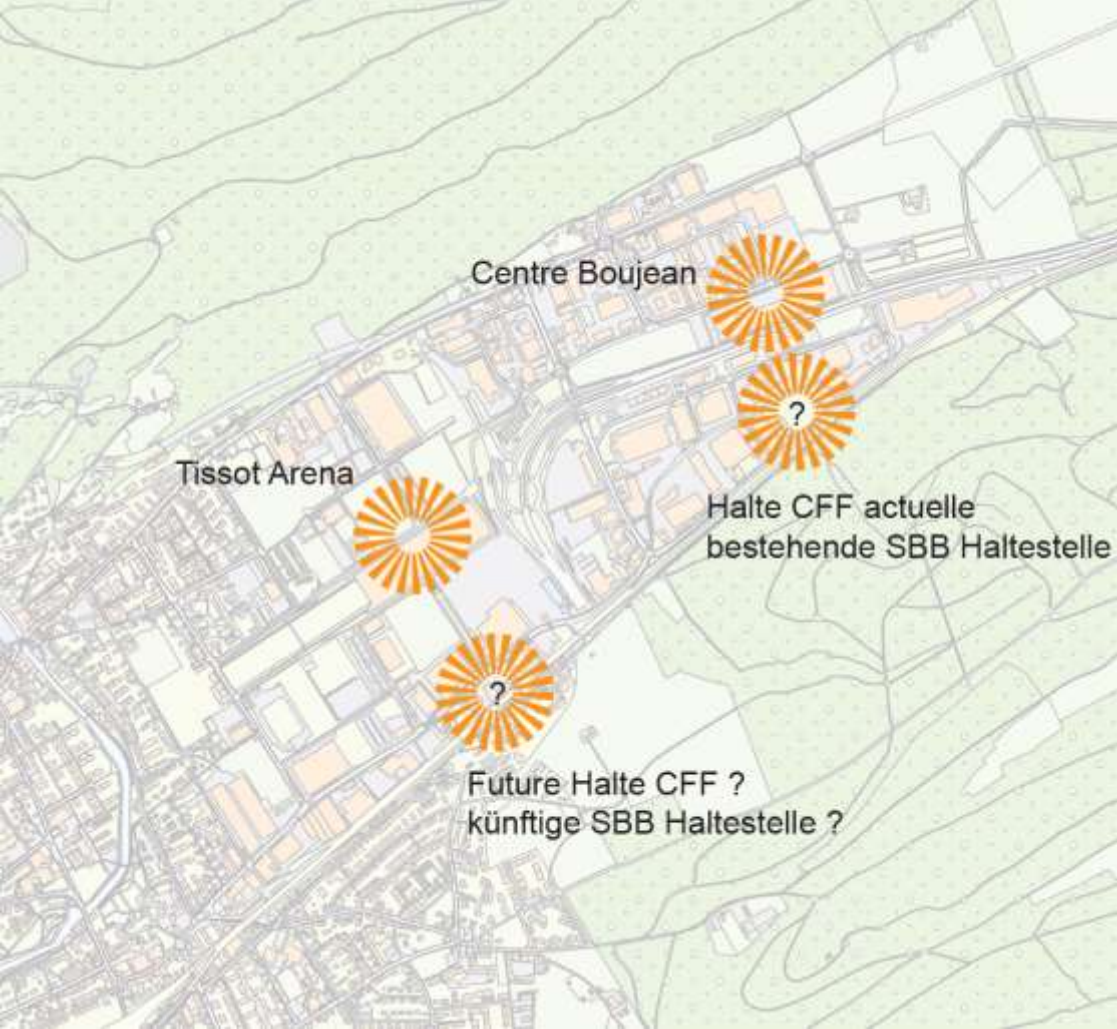 Centre Boujean
?
Tissot Arena
Halte CFF actuelle
bestehende SBB Haltestelle
?
Future Halte CFF ?
künftige SBB Haltestelle ?